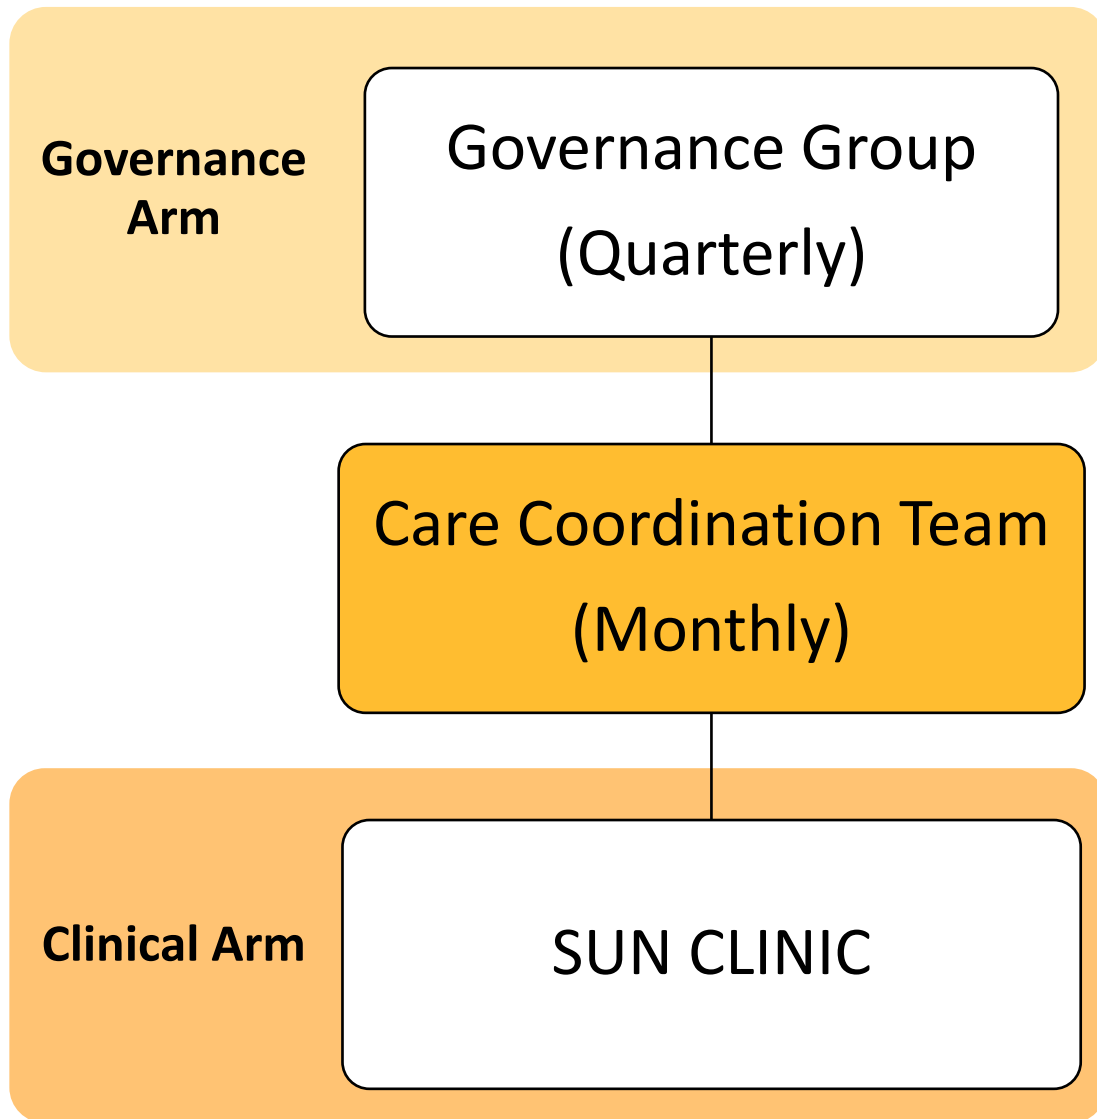 Governance
Arm
Governance Group
(Quarterly)
Care Coordination Team
(Monthly)
Clinical Arm
SUN CLINIC